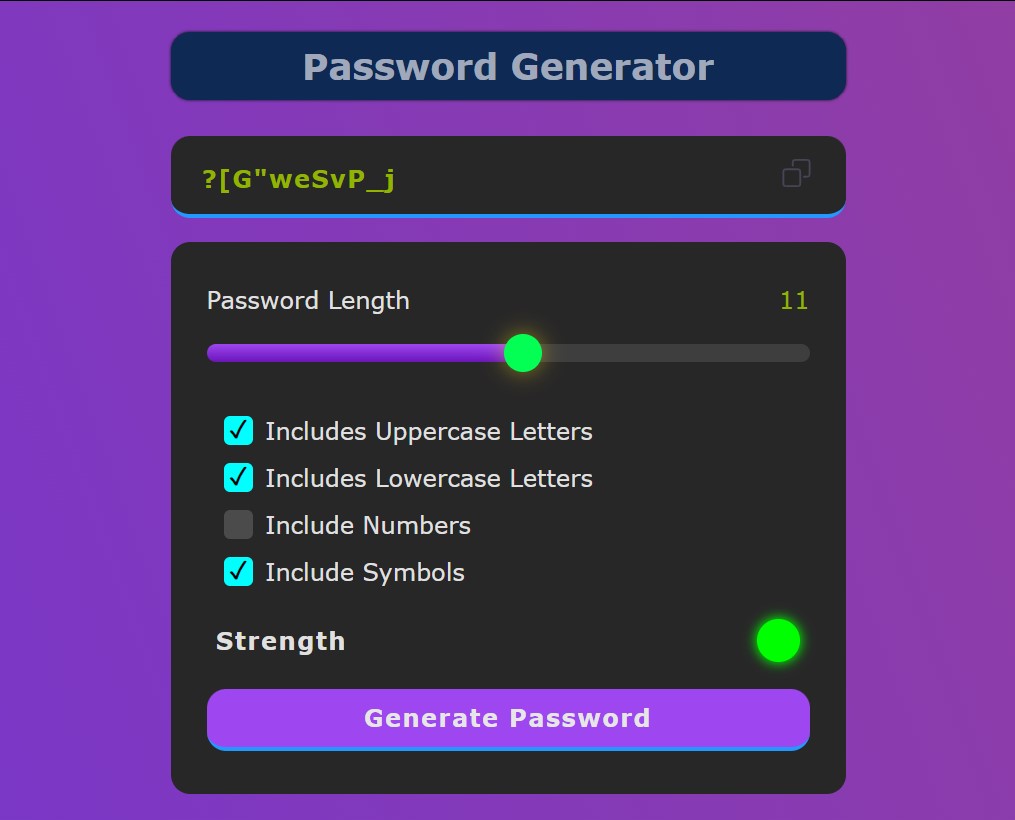 Password Generator
?[G"weSvP_j
Password Length 11
Includes Uppercase Letters
Includes Lowercase Letters
Include Numbers
Include Symbols
Strength
Generate Password